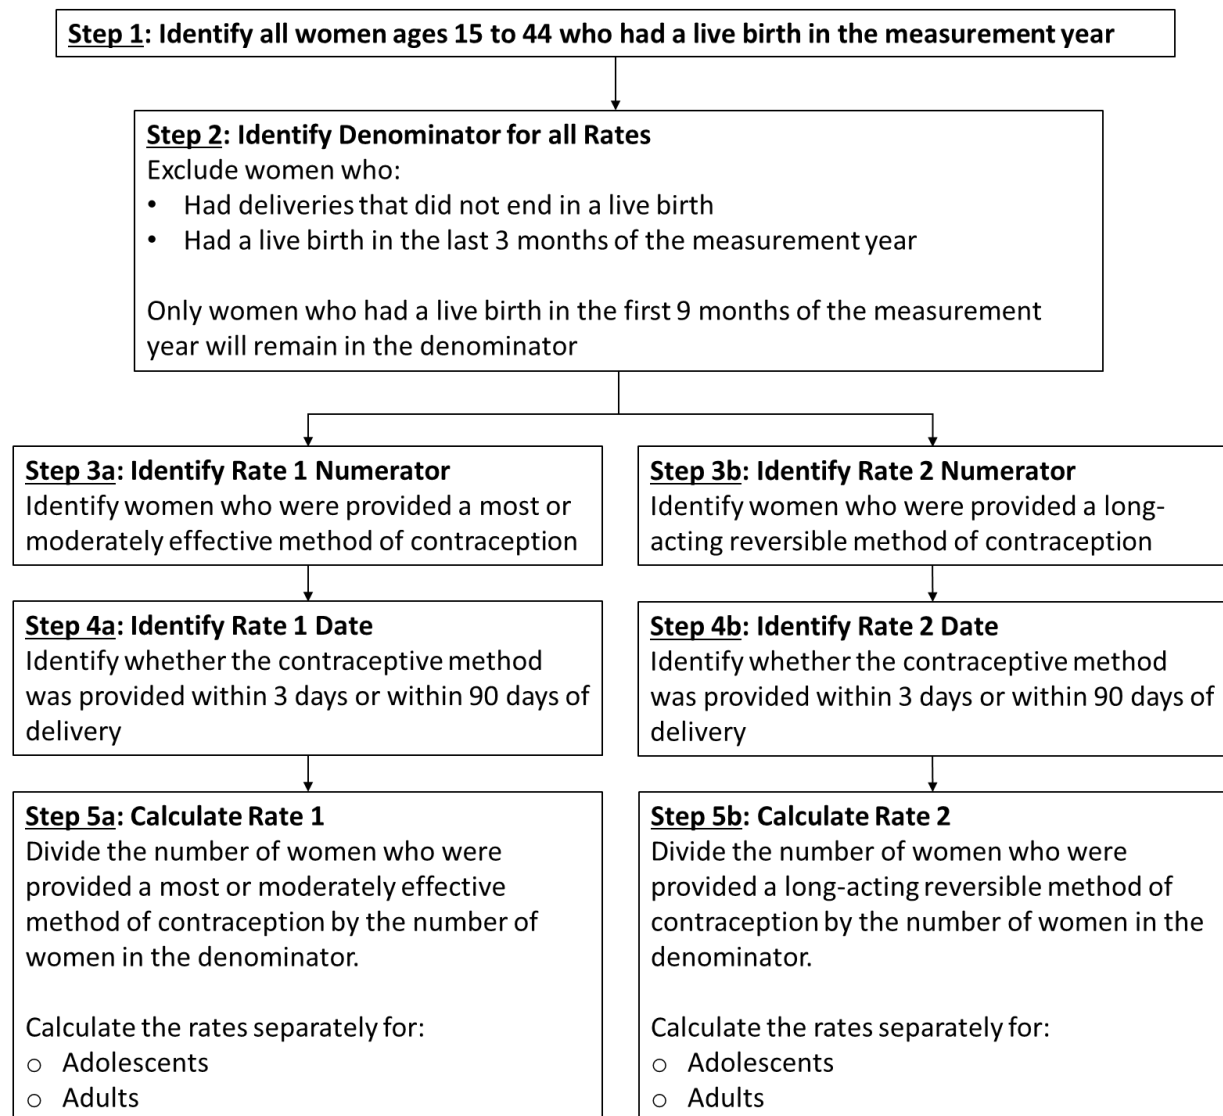 Step 1: Identify all women ages 15 to 44 who had a live birth in the measurement year
Step 2: Identify Denominator for all Rates
Exclude women who:
• Had deliveries that did not end in a live birth
• Had a live birth in the last 3 months of the measurement year
Only women who had a live birth in the first 9 months of the measurement
year will remain in the denominator
Step 3a: Identify Rate 1 Numerator
Identify women who were provided a most or
moderately effective method of contraception
Step 3b: Identify Rate 2 Numerator
Identify women who were provided a long-
acting reversible method of contraception
Step 4a: Identify Rate 1 Date
Identify whether the contraceptive method
was provided within 3 days or within 90 days of
delivery
Step 4b: Identify Rate 2 Date
Identify whether the contraceptive method
was provided within 3 days or within 90 days of
delivery
Step 5a: Calculate Rate 1
Divide the number of women who were
provided a most or moderately effective
method of contraception by the number of
women in the denominator.
Calculate the rates separately for:
o Adolescents
o Adults
Step 5b: Calculate Rate 2
Divide the number of women who were
provided a long-acting reversible method of
contraception by the number of women in the
denominator.
Calculate the rates separately for:
o Adolescents
o Adults